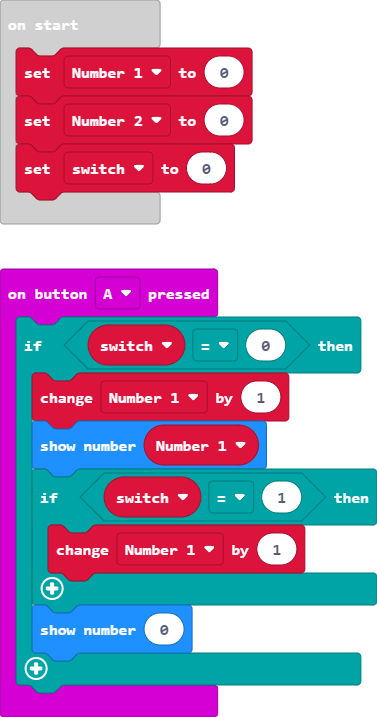 on start
set Number 1 to 0
set Number 2 to 0
set switch to 0
on button A pressed
if switch = 0 then
change Number 1 by 1
show number Number 1
if switch = 1 then
change Number 1 by 1
show number 0